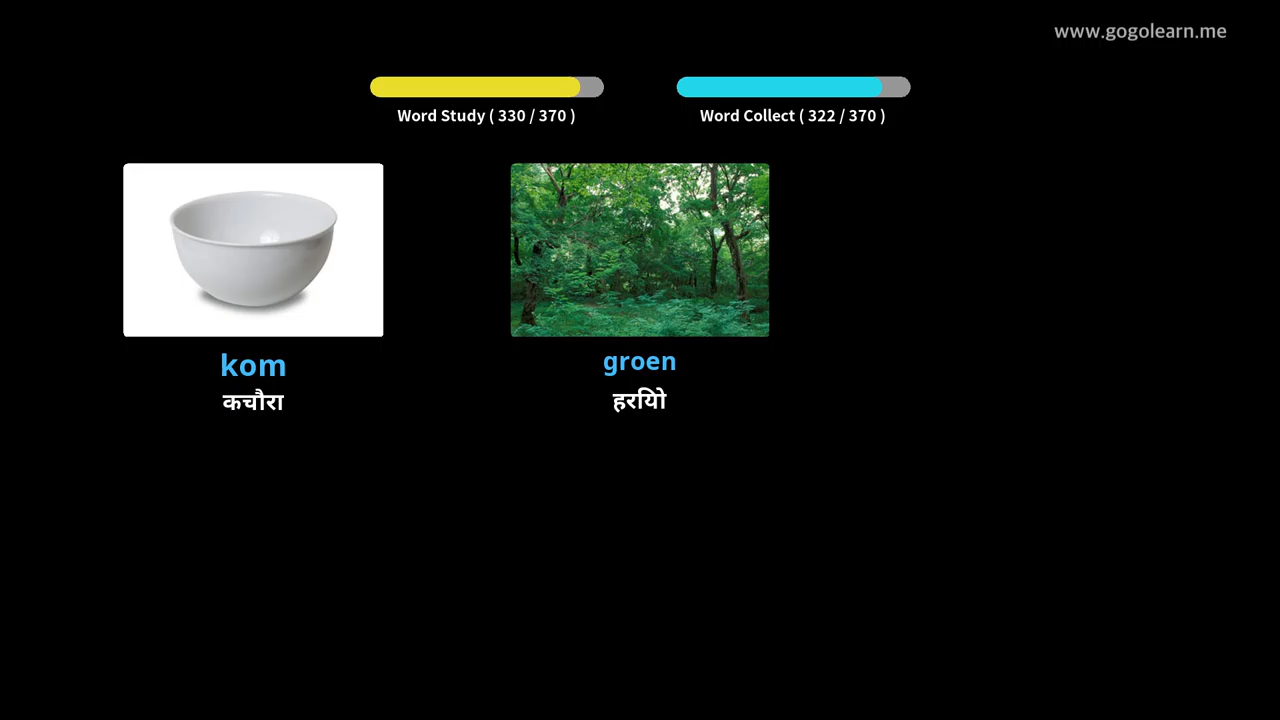 www.gogolearn.me
Word Study ( 330 / 370 )
Word Collect ( 322 / 370 )
kom
कचौरा
groen
हरियो